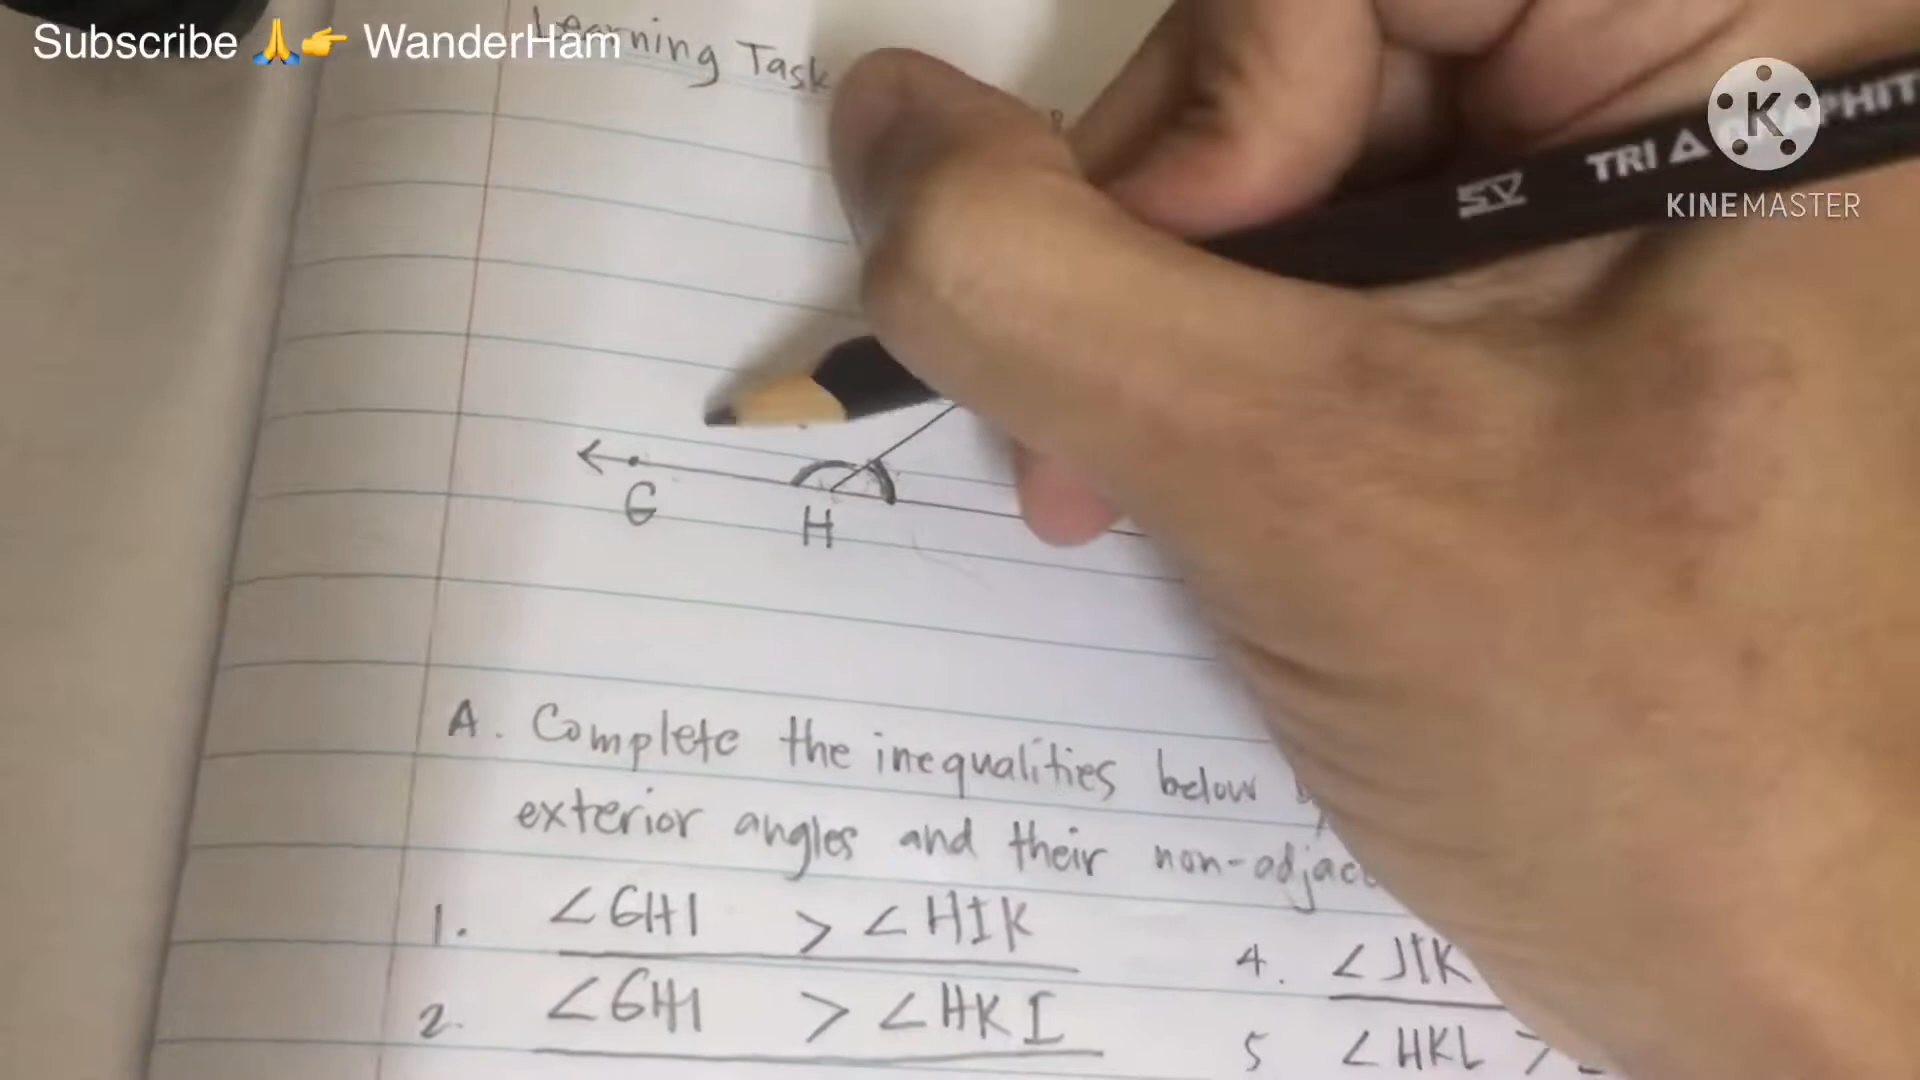 Subscribe 🙏👉 WanderHam
Learning Task
K
KINEMASTER
TRI GRAPHIT
G
H
A. Complete the inequalities below
exterior angles and their non-adjac
1. ∠GHI > ∠HIK
2. ∠GHI > ∠HKI
4. ∠JIK
5 ∠HKL >